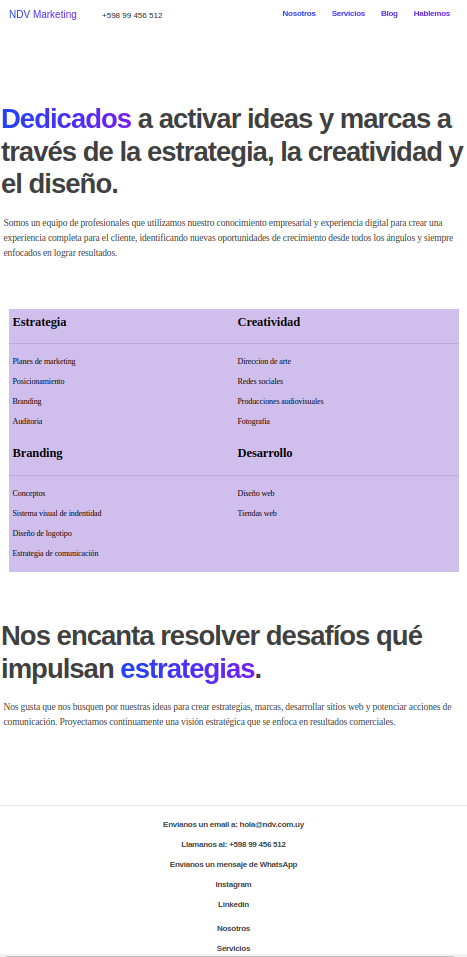 NDV Marketing +598 99 456 512 Nosotros Servicios Blog Hablemos
Dedicados a activar ideas y marcas a
través de la estrategia, la creatividad y
el diseño.
Somos un equipo de profesionales que utilizamos nuestro conocimiento empresarial y experiencia digital para crear una
experiencia completa para el cliente, identificando nuevas oportunidades de crecimiento desde todos los ángulos y siempre
enfocados en lograr resultados.
Estrategia Creatividad
Planes de marketing Direccion de arte
Posicionamiento Redes sociales
Branding Producciones audiovisuales
Auditoria Fotografia
Branding Desarrollo
Conceptos Diseño web
Sistema visual de indentidad Tiendas web
Diseño de logotipo
Estrategia de comunicación
Nos encanta resolver desafíos qué
impulsan estrategias.
Nos gusta que nos busquen por nuestras ideas para crear estrategias, marcas, desarrollar sitios web y potenciar acciones de
comunicación. Proyectamos continuamente una visión estratégica que se enfoca en resultados comerciales.
Envianos un email a: hola@ndv.com.uy
Llamanos al: +598 99 456 512
Envianos un mensaje de WhatsApp
Instagram
Linkedin
Nosotros
Servicios